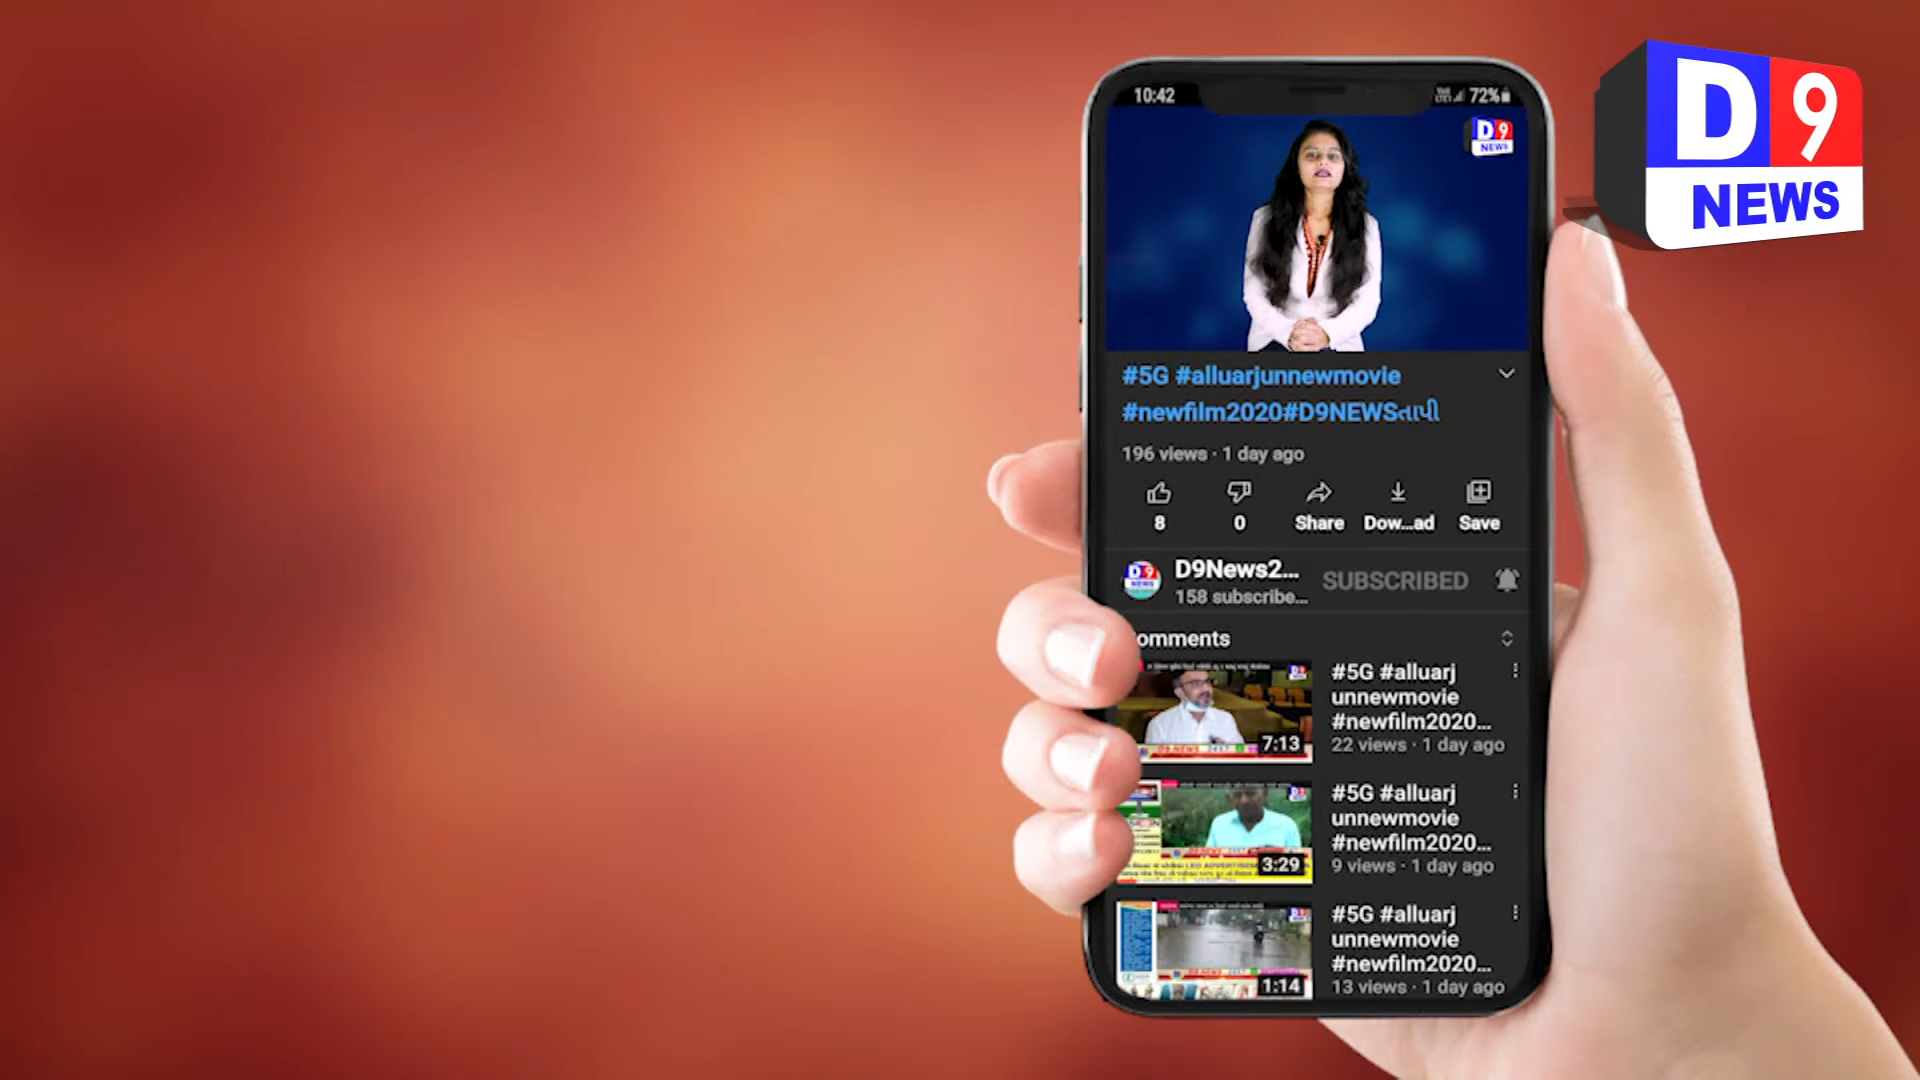 D 9
NEWS
10:42
72%
D 9
NEWS
#5G #alluarjunnewmovie
#newfilm2020#D9NEWSતાપી
196 views · 1 day ago
8
0
Share
Dow...ad
Save
D9News2...
158 subscribe...
SUBSCRIBED
omments
#5G #alluarj
unnewmovie
#newfilm2020...
22 views · 1 day ago
7:13
#5G #alluarj
unnewmovie
#newfilm2020...
9 views · 1 day ago
3:29
#5G #alluarj
unnewmovie
#newfilm2020...
13 views · 1 day ago
1:14